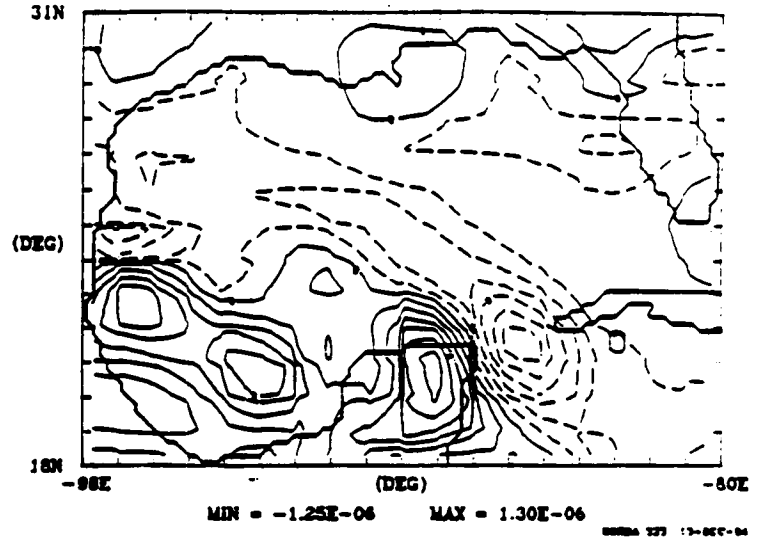 31N
(DEG)
18N
-98E (DEG) -80E
MIN = -1.25E-06 MAX = 1.30E-06